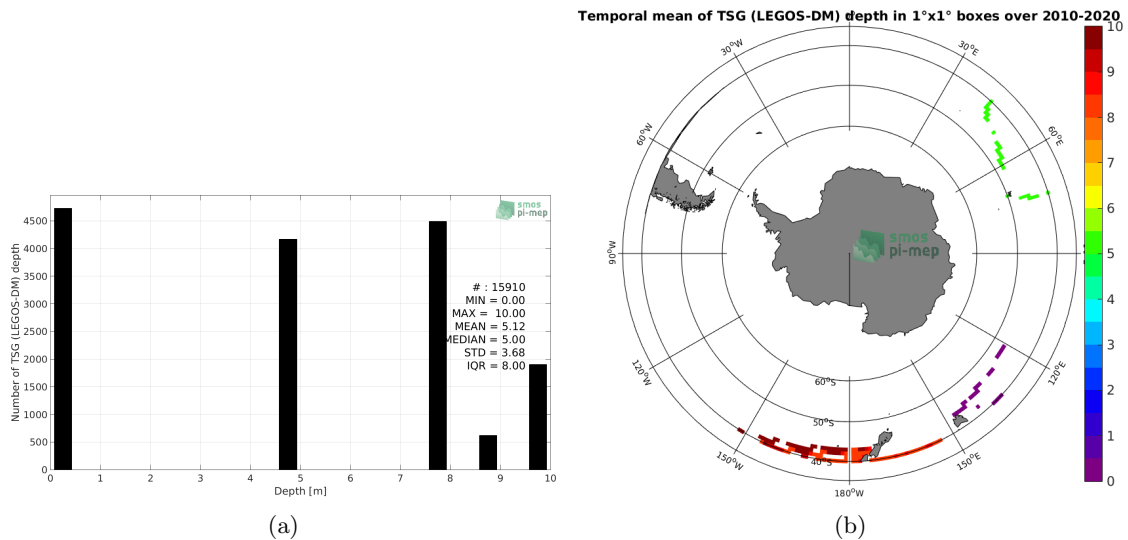 Temporal mean of TSG (LEGOS-DM) depth in 1°x1° boxes over 2010-2020
Number of TSG (LEGOS-DM) depth
4500
4000
3500
3000
2500
2000
1500
1000
500
0
0 1 2 3 4 5 6 7 8 9 10
Depth [m]
smos
pi-mep
# : 15910
MIN = 0.00
MAX = 10.00
MEAN = 5.12
MEDIAN = 5.00
STD = 3.68
IQR = 8.00
(a)
30°W
30°E
60°W
60°E
90°W
smos
pi-mep
120°W
120°E
60°S
50°S
40°S
150°W
150°E
180°W
10
9
8
7
6
5
4
3
2
1
0
(b)